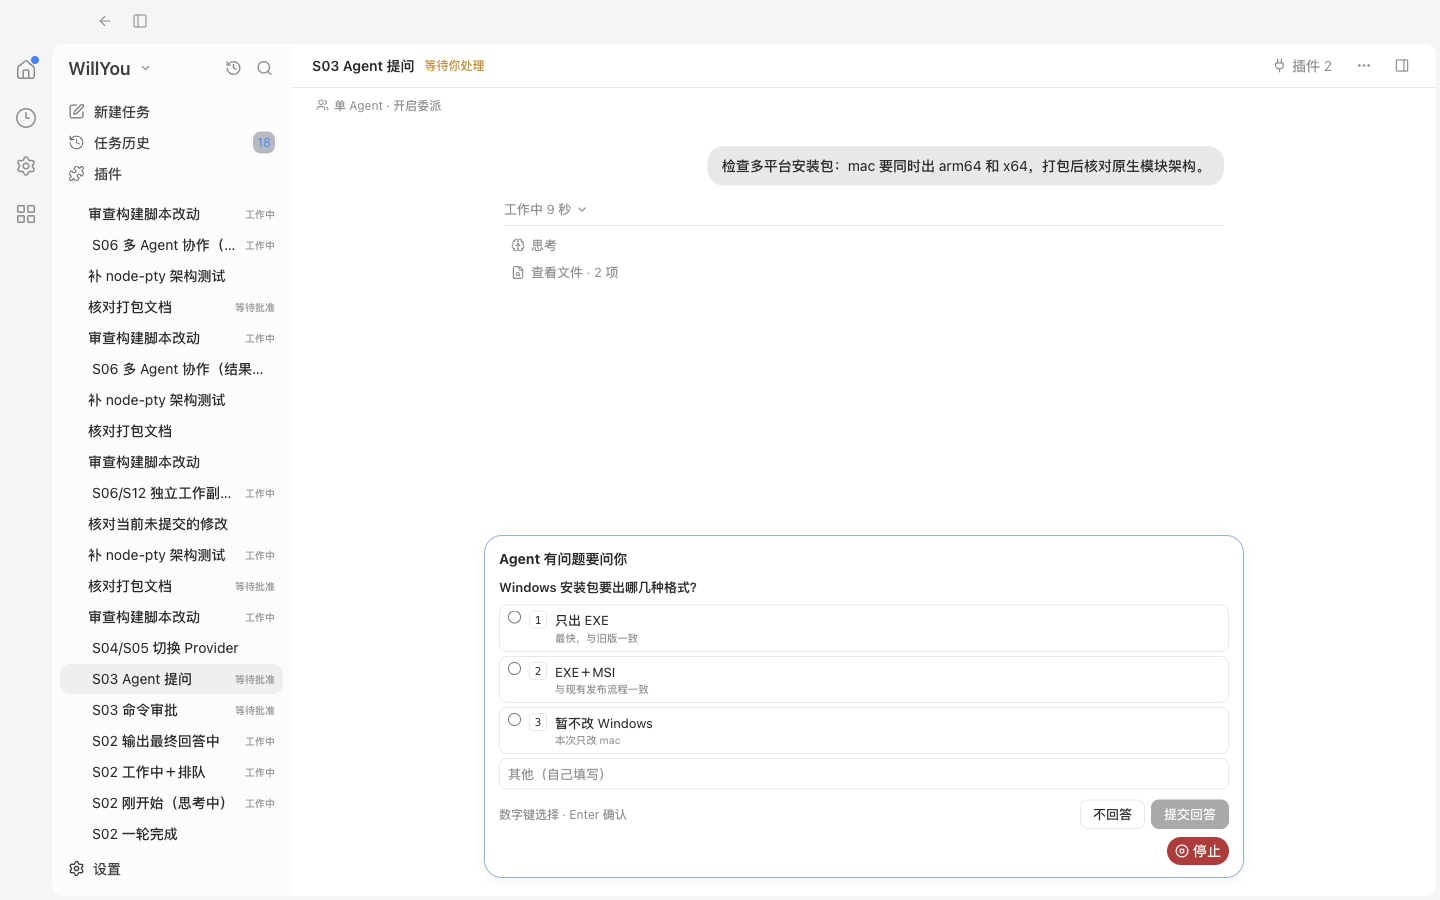 WillYou
新建任务
任务历史 18
插件
审查构建脚本改动 工作中
S06 多 Agent 协作（... 工作中
补 node-pty 架构测试
核对打包文档 等待批准
审查构建脚本改动 工作中
S06 多 Agent 协作（结果...
补 node-pty 架构测试
核对打包文档
审查构建脚本改动
S06/S12 独立工作副... 工作中
核对当前未提交的修改
补 node-pty 架构测试 工作中
核对打包文档 等待批准
审查构建脚本改动 工作中
S04/S05 切换 Provider
S03 Agent 提问 等待批准
S03 命令审批 等待批准
S02 输出最终回答中 工作中
S02 工作中＋排队 工作中
S02 刚开始（思考中） 工作中
S02 一轮完成
设置
S03 Agent 提问 等待你处理
插件 2
单 Agent · 开启委派
检查多平台安装包：mac 要同时出 arm64 和 x64，打包后核对原生模块架构。
工作中 9 秒
思考
查看文件 · 2 项
Agent 有问题要问你
Windows 安装包要出哪几种格式？
1 只出 EXE
最快，与旧版一致
2 EXE＋MSI
与现有发布流程一致
3 暂不改 Windows
本次只改 mac
其他（自己填写）
数字键选择 · Enter 确认
不回答
提交回答
停止